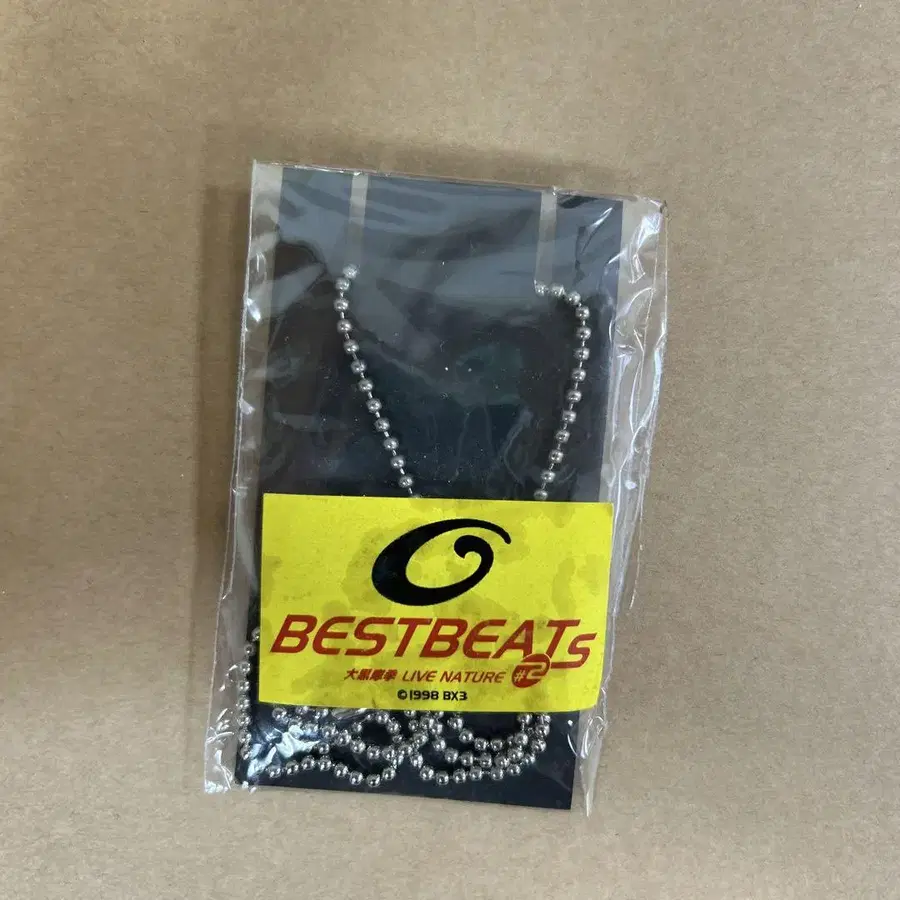 BESTBEATs
大黒摩季 LIVE NATURE #2
©1998 BX3